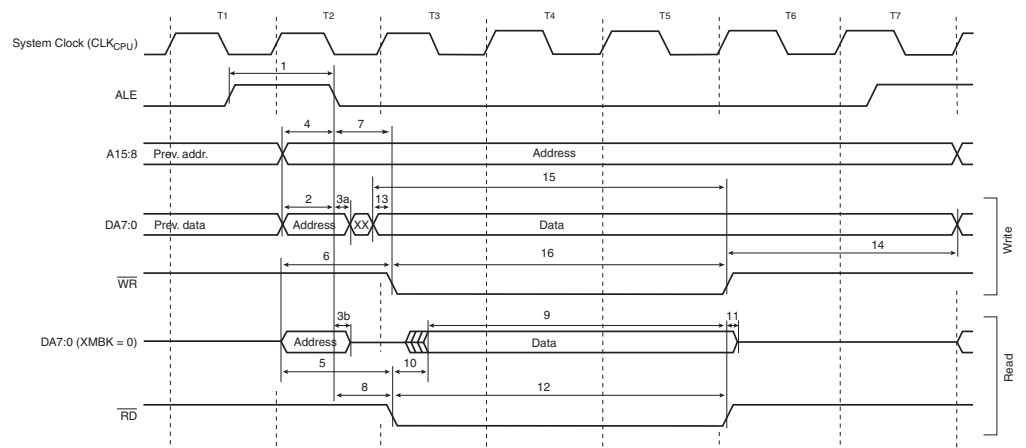 T1 T2 T3 T4 T5 T6 T7
System Clock (CLKCPU)
1
ALE
4 7
A15:8 Prev. addr. Address
15
2 3a 13
DA7:0 Prev. data Address XX Data
14
6 16
WR
Write
3b 9 11
DA7:0 (XMBK = 0) Address Data
5 10
8 12
RD
Read